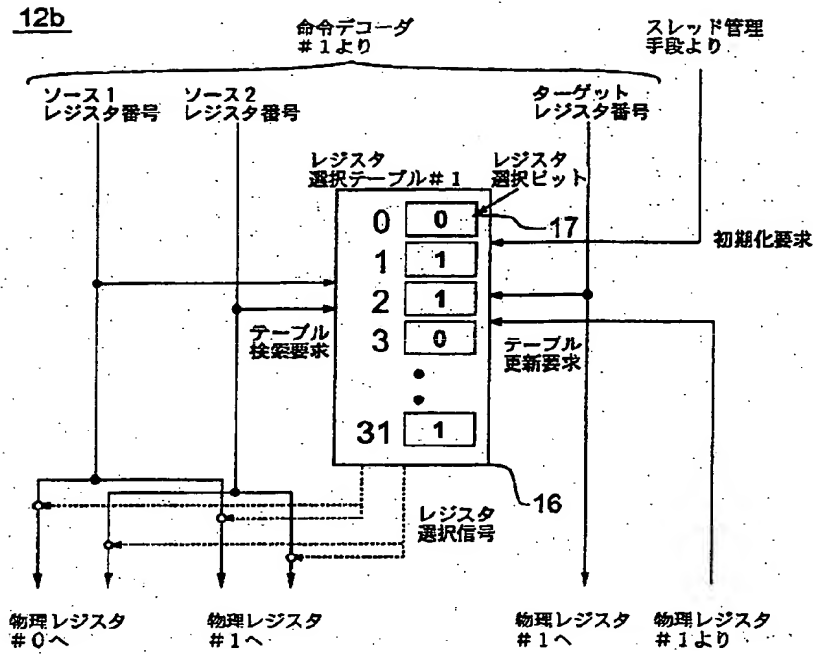 12b
命令デコーダ
#1より
スレッド管理
手段より
ソース1
レジスタ番号
ソース2
レジスタ番号
ターゲット
レジスタ番号
レジスタ
選択テーブル#1
レジスタ
選択ビット
0 0
17
初期化要求
1 1
2 1
3 0
テーブル
検索要求
テーブル
更新要求
31 1
16
レジスタ
選択信号
物理レジスタ
#0へ
物理レジスタ
#1へ
物理レジスタ
#1へ
物理レジスタ
#1より